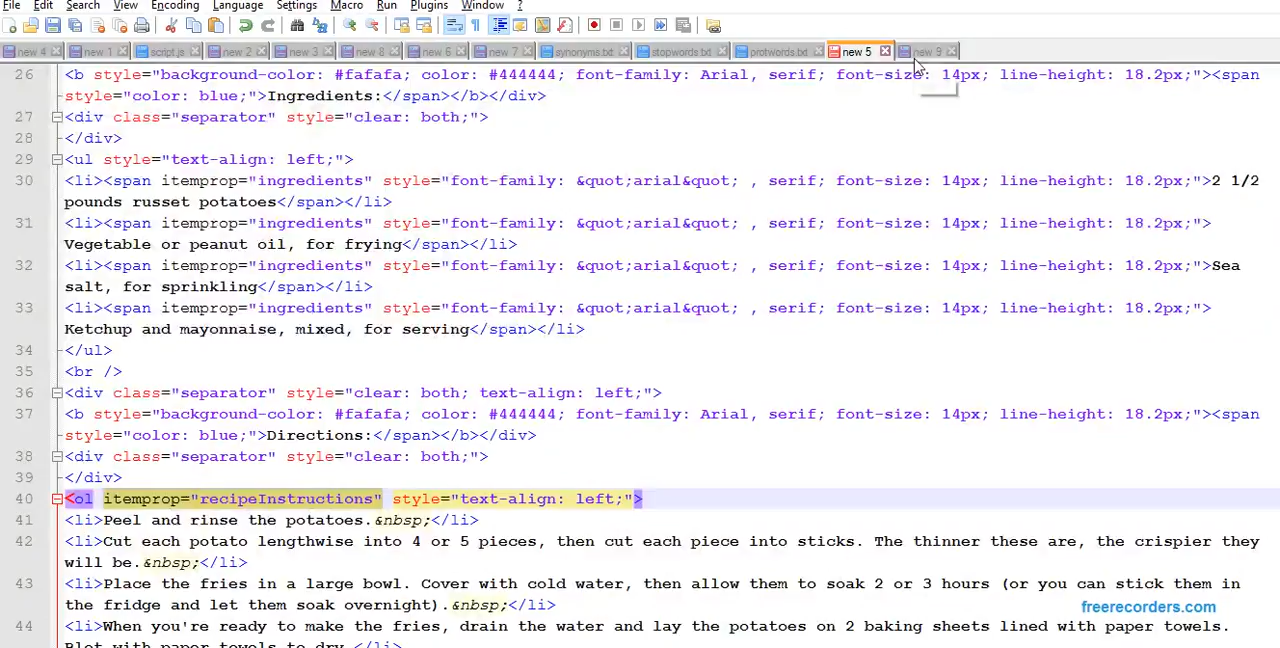 File Edit Search View Encoding Language Settings Macro Run Plugins Window ?
new 4 new 1 script.js new 2 new 3 new 8 new 6 new 7 synonyms.txt stopwords.txt protwords.txt new 5 new 9
26 <b style="background-color: #fafafa; color: #444444; font-family: Arial, serif; font-size: 14px; line-height: 18.2px;"><span
style="color: blue;">Ingredients:</span></b></div>
27 <div class="separator" style="clear: both;">
28 </div>
29 <ul style="text-align: left;">
30 <li><span itemprop="ingredients" style="font-family: &quot;arial&quot; , serif; font-size: 14px; line-height: 18.2px;">2 1/2
pounds russet potatoes</span></li>
31 <li><span itemprop="ingredients" style="font-family: &quot;arial&quot; , serif; font-size: 14px; line-height: 18.2px;">
Vegetable or peanut oil, for frying</span></li>
32 <li><span itemprop="ingredients" style="font-family: &quot;arial&quot; , serif; font-size: 14px; line-height: 18.2px;">Sea
salt, for sprinkling</span></li>
33 <li><span itemprop="ingredients" style="font-family: &quot;arial&quot; , serif; font-size: 14px; line-height: 18.2px;">
Ketchup and mayonnaise, mixed, for serving</span></li>
34 </ul>
35 <br />
36 <div class="separator" style="clear: both; text-align: left;">
37 <b style="background-color: #fafafa; color: #444444; font-family: Arial, serif; font-size: 14px; line-height: 18.2px;"><span
style="color: blue;">Directions:</span></b></div>
38 <div class="separator" style="clear: both;">
39 </div>
40 <ol itemprop="recipeInstructions" style="text-align: left;">
41 <li>Peel and rinse the potatoes.&nbsp;</li>
42 <li>Cut each potato lengthwise into 4 or 5 pieces, then cut each piece into sticks. The thinner these are, the crispier they
will be.&nbsp;</li>
43 <li>Place the fries in a large bowl. Cover with cold water, then allow them to soak 2 or 3 hours (or you can stick them in
the fridge and let them soak overnight).&nbsp;</li>
freerecorders.com
44 <li>When you're ready to make the fries, drain the water and lay the potatoes on 2 baking sheets lined with paper towels.
Blot with paper towels to dry.</li>